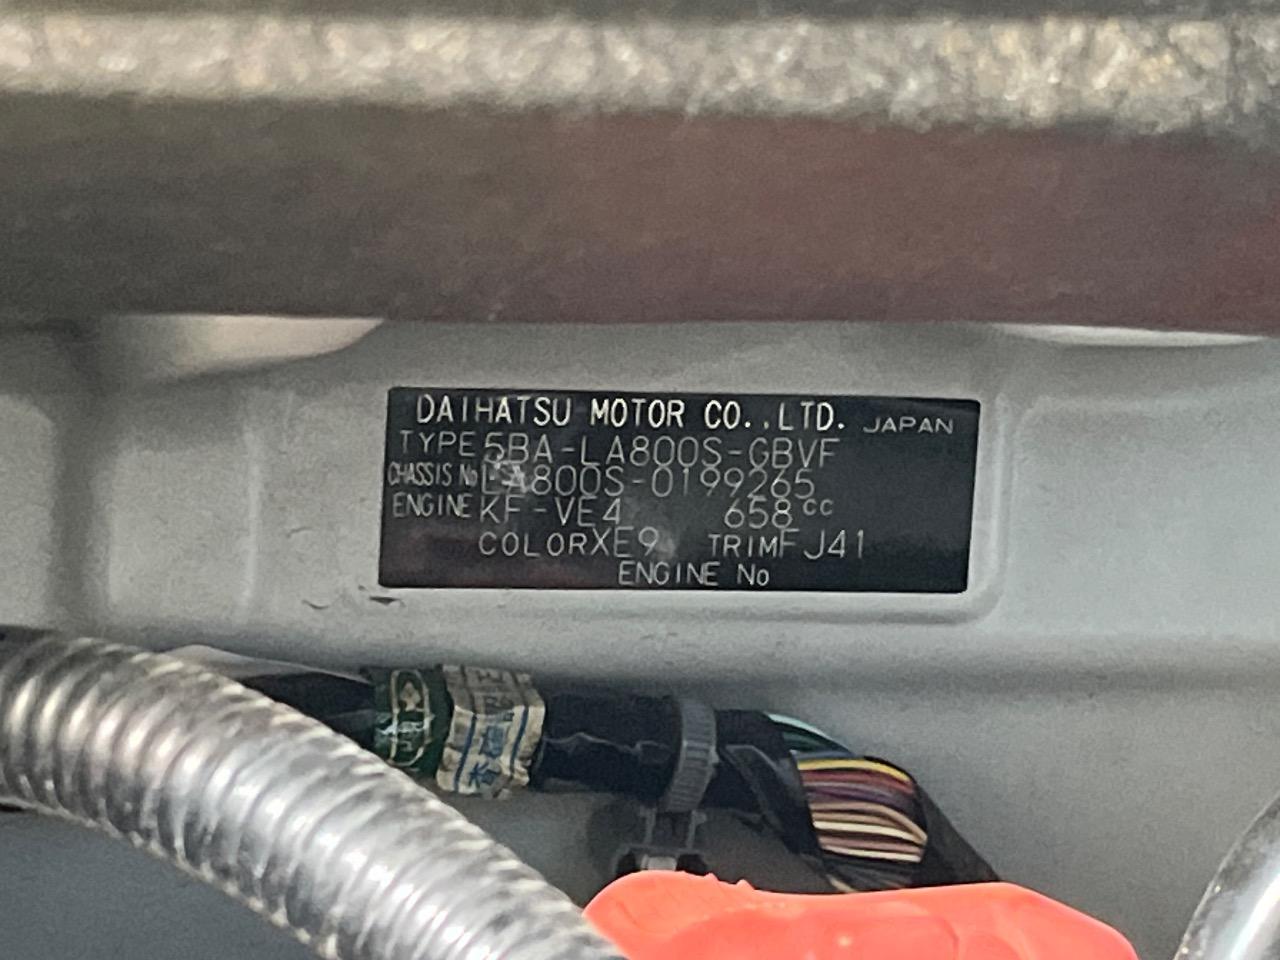 DAIHATSU MOTOR CO.,LTD. JAPAN
TYPE 5BA-LA800S-GBVF
CHASSIS No LA800S-0199265
ENGINE KF-VE4 658cc
COLOR XE9 TRIM FJ41
ENGINE No